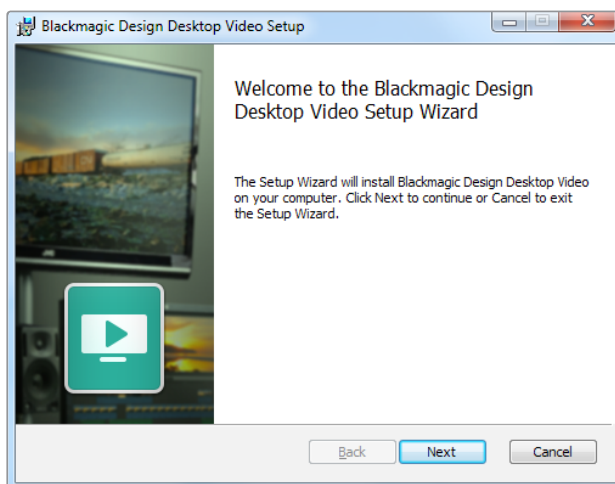 Blackmagic Design Desktop Video Setup
Welcome to the Blackmagic Design
Desktop Video Setup Wizard
The Setup Wizard will install Blackmagic Design Desktop Video
on your computer. Click Next to continue or Cancel to exit
the Setup Wizard.
JVC
Back Next Cancel